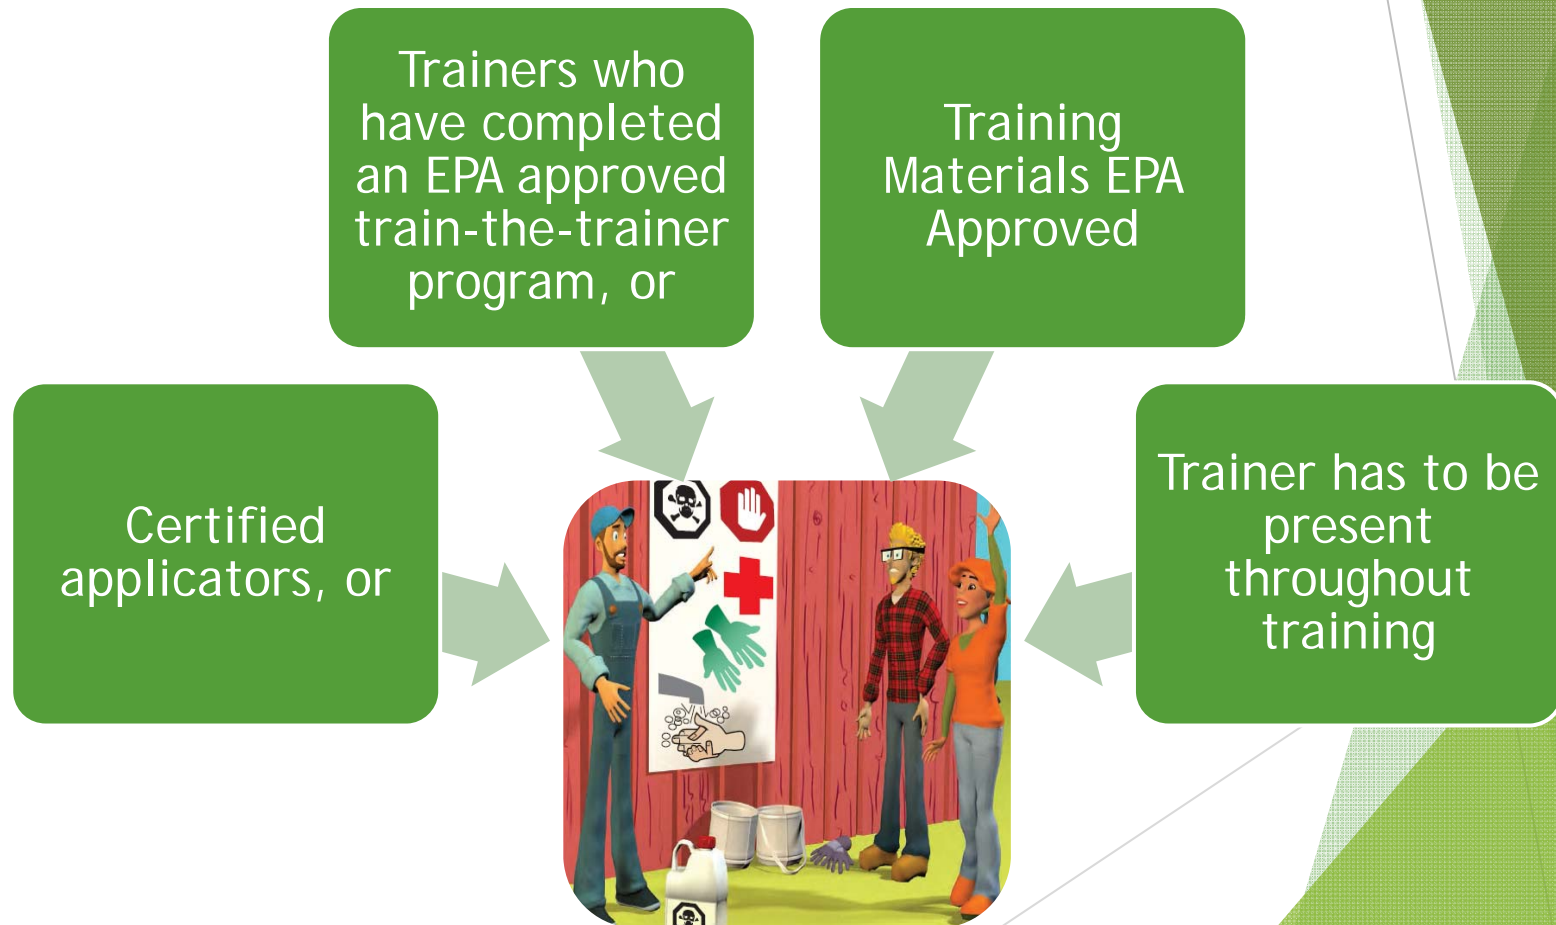 Trainers who
have completed
an EPA approved
train-the-trainer
program, or
Training
Materials EPA
Approved
Certified
applicators, or
Trainer has to be
present
throughout
training